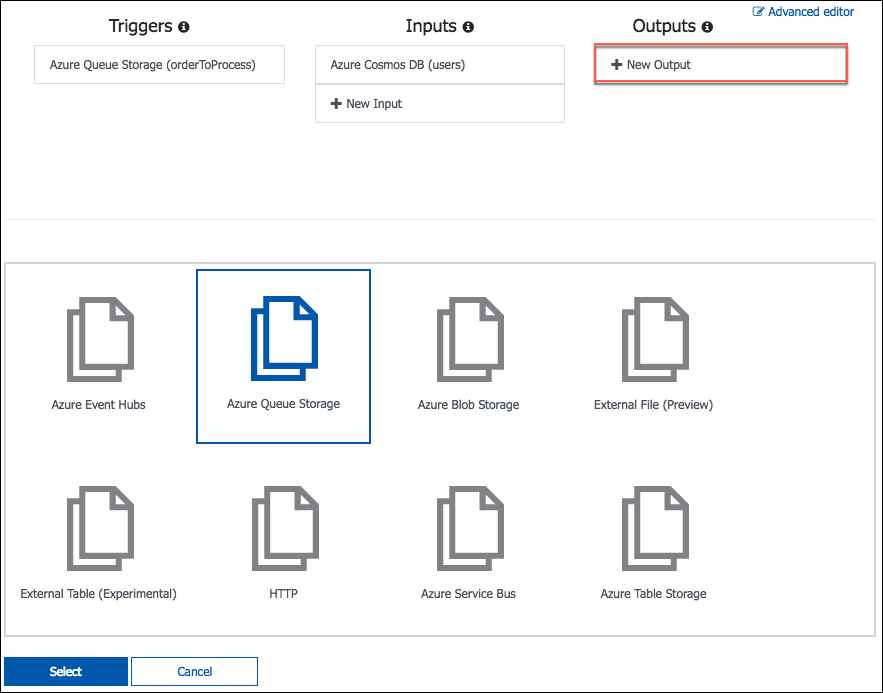 Advanced editor
Triggers
Inputs
Outputs
Azure Queue Storage (orderToProcess)
Azure Cosmos DB (users)
New Output
New Input
Azure Event Hubs
Azure Queue Storage
Azure Blob Storage
External File (Preview)
External Table (Experimental)
HTTP
Azure Service Bus
Azure Table Storage
Select
Cancel